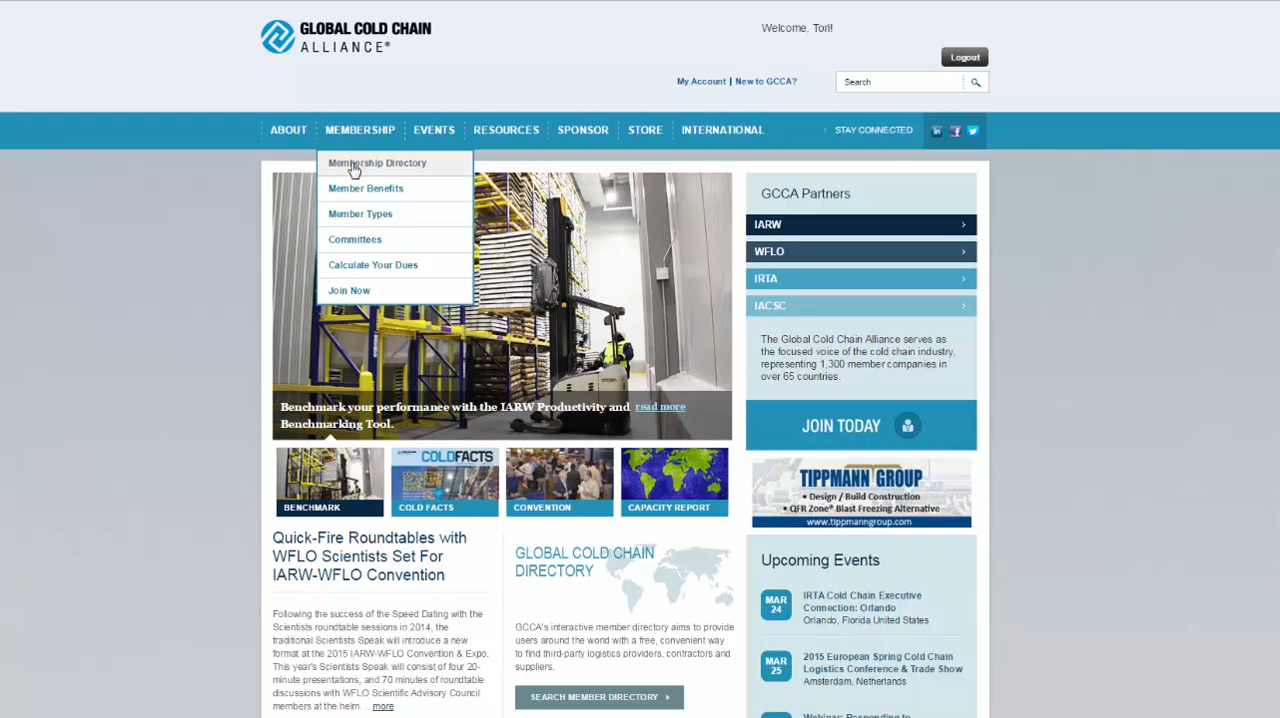 GLOBAL COLD CHAIN
ALLIANCE®
Welcome, Tori!
Logout
My Account | New to GCCA?
Search
ABOUT
MEMBERSHIP
EVENTS
RESOURCES
SPONSOR
STORE
INTERNATIONAL
STAY CONNECTED
Membership Directory
Member Benefits
Member Types
Committees
Calculate Your Dues
Join Now
Benchmark your performance with the IARW Productivity and read more
Benchmarking Tool.
COLDFACTS
BENCHMARK
COLD FACTS
CONVENTION
CAPACITY REPORT
Quick-Fire Roundtables with
WFLO Scientists Set For
IARW-WFLO Convention
Following the success of the Speed Dating with the
Scientists roundtable sessions in 2014, the
traditional Scientists Speak will introduce a new
format at the 2015 IARW-WFLO Convention & Expo.
This year's Scientists Speak will consist of four 20-
minute presentations, and 70 minutes of roundtable
discussions with WFLO Scientific Advisory Council
members at the helm. .. more
GLOBAL COLD CHAIN
DIRECTORY
GCCA's interactive member directory aims to provide
users around the world with a free, convenient way
to find third-party logistics providers, contractors and
suppliers.
SEARCH MEMBER DIRECTORY
GCCA Partners
IARW
WFLO
IRTA
IACSC
The Global Cold Chain Alliance serves as
the focused voice of the cold chain industry,
representing 1,300 member companies in
over 65 countries.
JOIN TODAY
TIPPMANN GROUP
• Design / Build Construction
• QFR Zone® Blast Freezing Alternative
www.tippmanngroup.com
Upcoming Events
MAR
24
IRTA Cold Chain Executive
Connection: Orlando
Orlando, Florida United States
MAR
25
2015 European Spring Cold Chain
Logistics Conference & Trade Show
Amsterdam, Netherlands
Webinar: Responding to